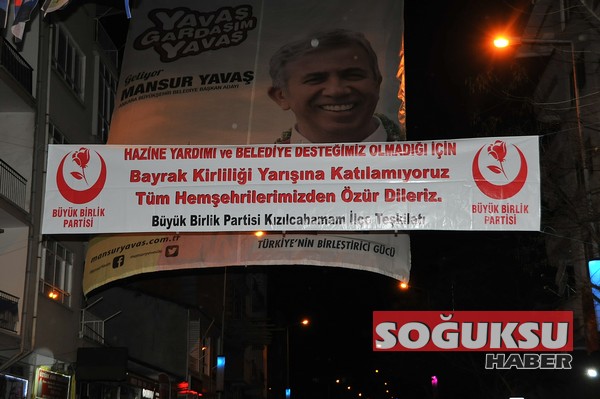 YAVAŞ
GARDAŞIM
YAVAŞ
Geliyor
MANSUR YAVAŞ
HAZİNE YARDIMI ve BELEDİYE DESTEĞİMİZ OLMADIĞI İÇİN
Bayrak Kirliliği Yarışına Katılamıyoruz
Tüm Hemşehrilerimizden Özür Dileriz.
Büyük Birlik Partisi Kızılcahamam İlçe Teşkilatı
BÜYÜK BİRLİK
PARTİSİ
BÜYÜK BİRLİK
PARTİSİ
mansuryavas.com.tr
TÜRKİYE'NİN BİRLEŞTİRİCİ GÜCÜ
SOĞUKSU
HABER